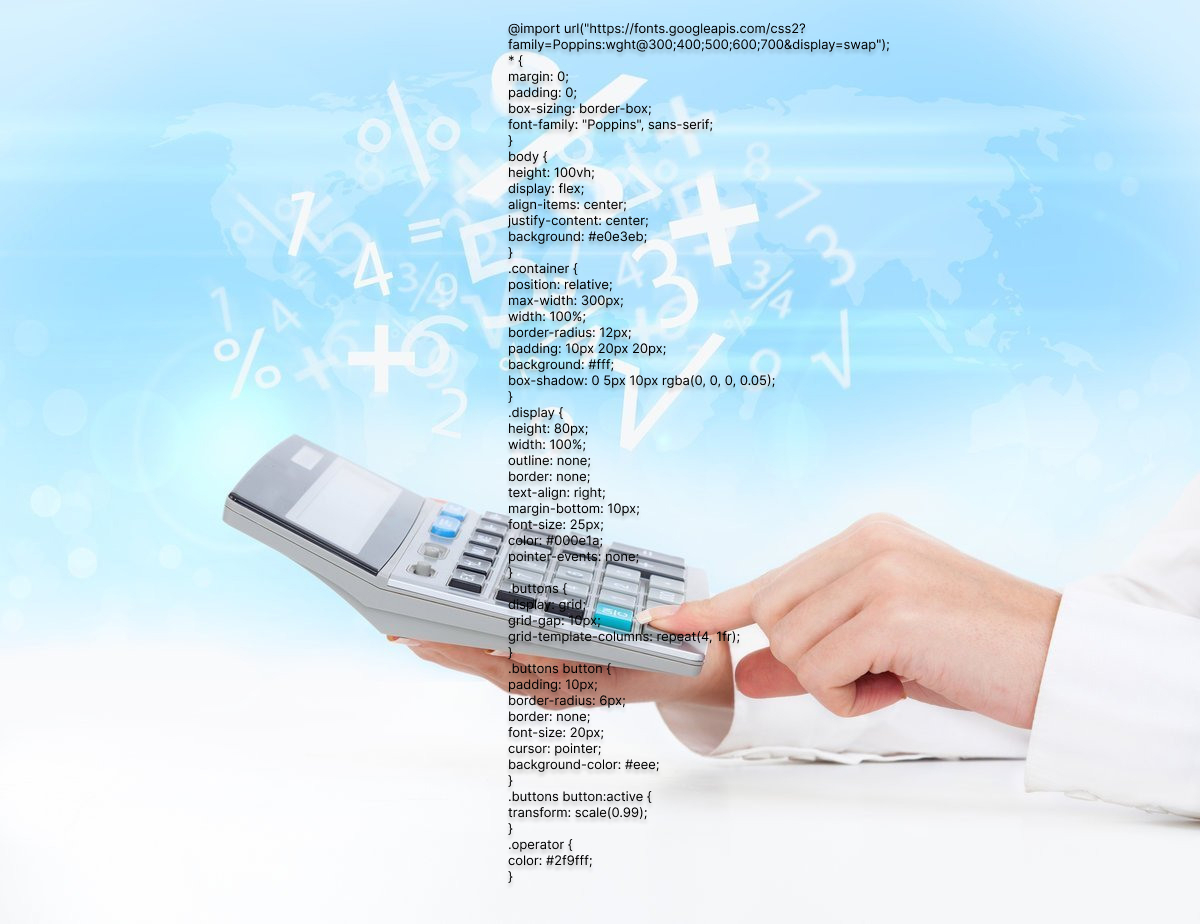 @import url("https://fonts.googleapis.com/css2?
family=Poppins:wght@300;400;500;600;700&display=swap");
* {
margin: 0;
padding: 0;
box-sizing: border-box;
font-family: "Poppins", sans-serif;
}
body {
height: 100vh;
display: flex;
align-items: center;
justify-content: center;
background: #e0e3eb;
}
.container {
position: relative;
max-width: 300px;
width: 100%;
border-radius: 12px;
padding: 10px 20px 20px;
background: #fff;
box-shadow: 0 5px 10px rgba(0, 0, 0, 0.05);
}
.display {
height: 80px;
width: 100%;
outline: none;
border: none;
text-align: right;
margin-bottom: 10px;
font-size: 25px;
color: #000e1a;
pointer-events: none;
}
.buttons {
display: grid;
grid-gap: 10px;
grid-template-columns: repeat(4, 1fr);
}
.buttons button {
padding: 10px;
border-radius: 6px;
border: none;
font-size: 20px;
cursor: pointer;
background-color: #eee;
}
.buttons button:active {
transform: scale(0.99);
}
.operator {
color: #2f9fff;
}